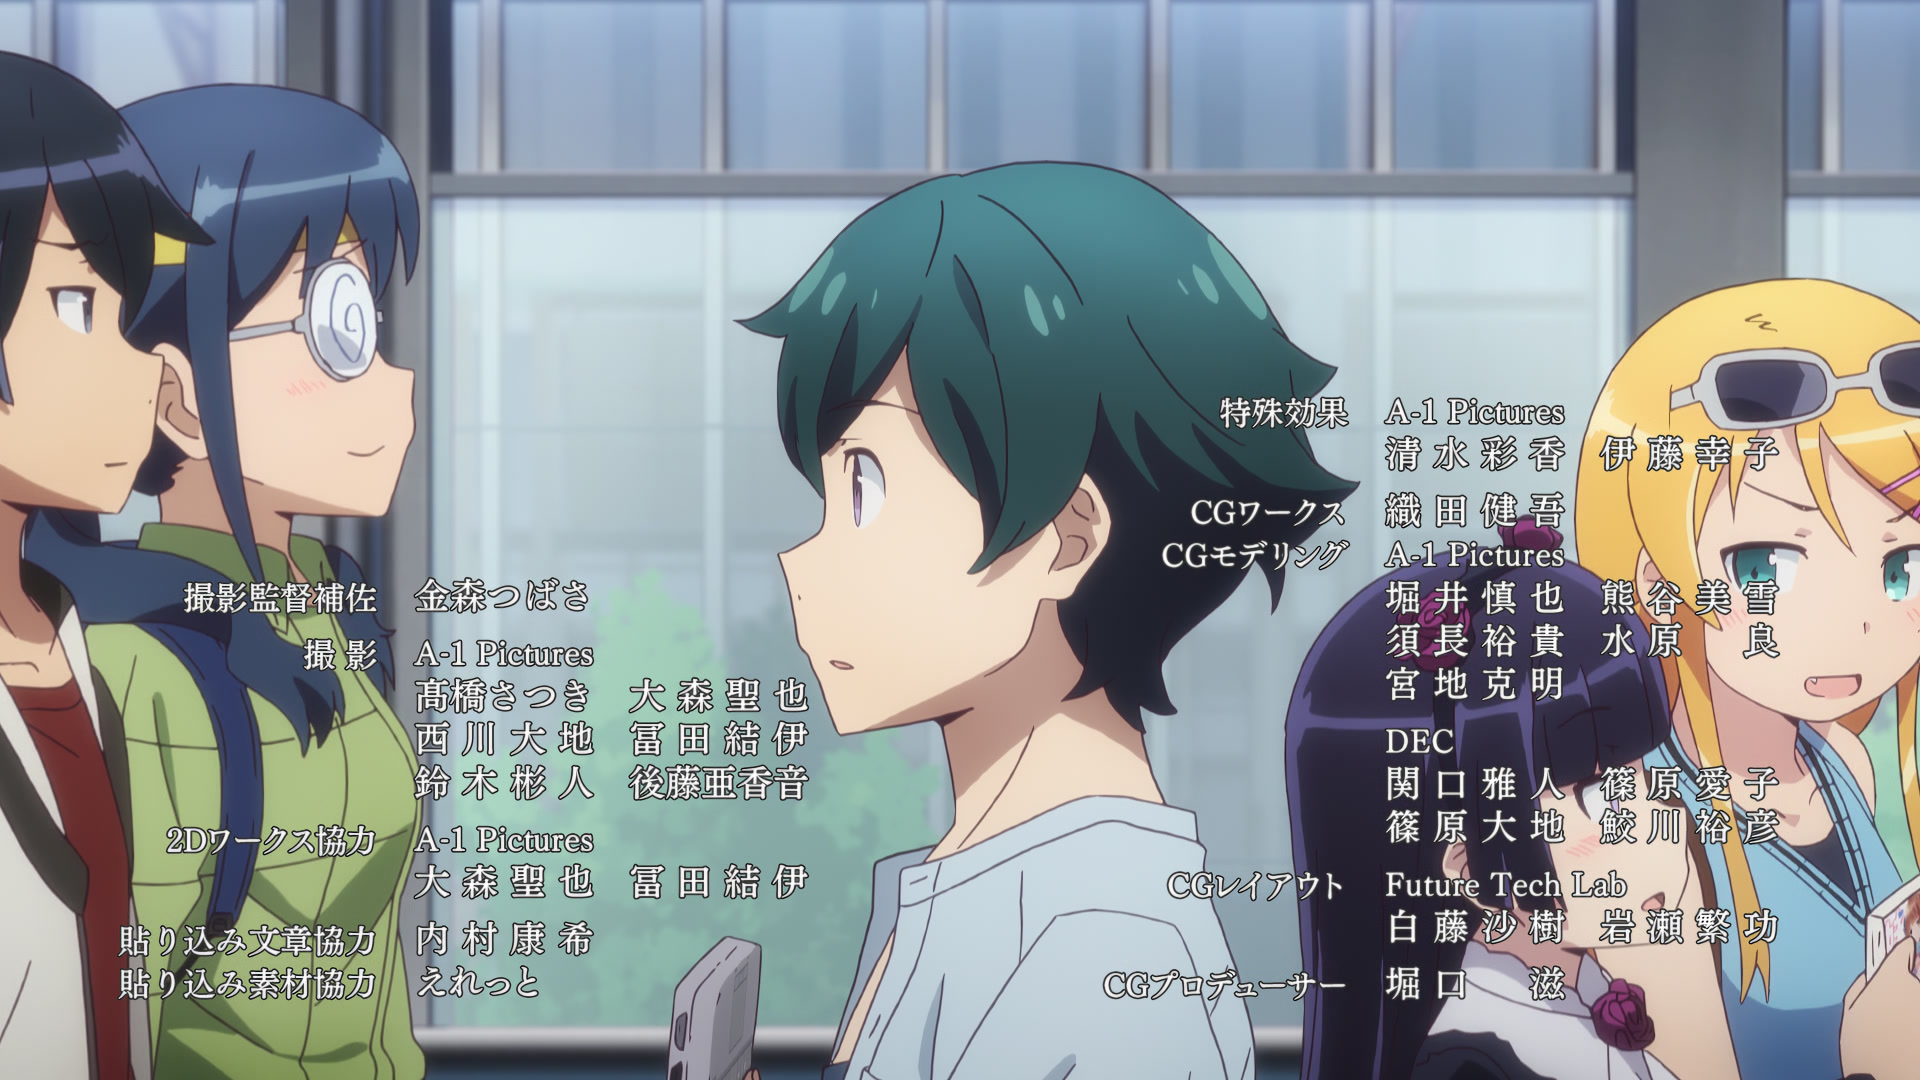 撮影監督補佐 金森つばさ
撮影 A-1 Pictures
髙橋さつき 大森聖也
西川大地 冨田結伊
鈴木彬人 後藤亜香音
2Dワークス協力 A-1 Pictures
大森聖也 冨田結伊
貼り込み文章協力 内村康希
貼り込み素材協力 えれっと
特殊効果 A-1 Pictures
清水彩香 伊藤幸子
CGワークス 織田健吾
CGモデリング A-1 Pictures
堀井慎也 熊谷美雪
須長裕貴 水原良
宮地克明
DEC
関口雅人 篠原愛子
篠原大地 鮫川裕彦
CGレイアウト Future Tech Lab
白藤沙樹 岩瀬繁功
CGプロデューサー 堀口滋